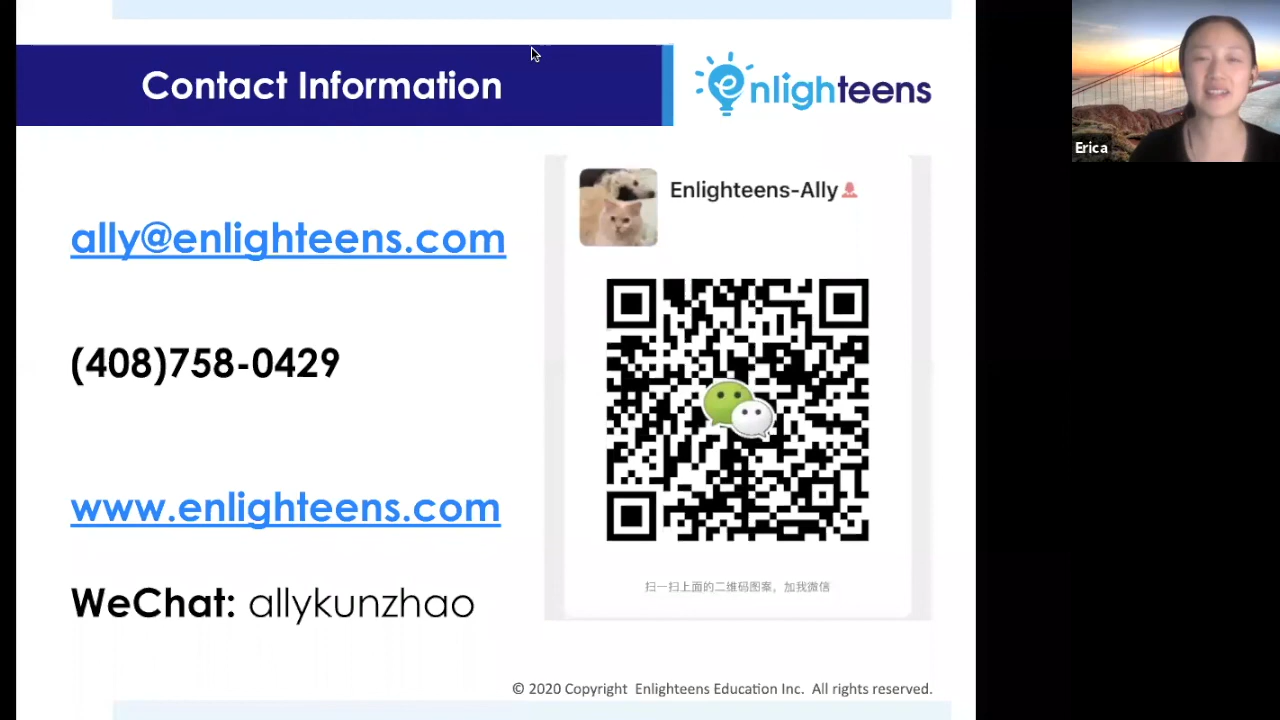 Contact Information
enlighteens
Erica
Enlighteens-Ally
ally@enlighteens.com
(408)758-0429
www.enlighteens.com
WeChat: allykunzhao
扫一扫上面的二维码图案，加我微信
© 2020 Copyright Enlighteens Education Inc. All rights reserved.